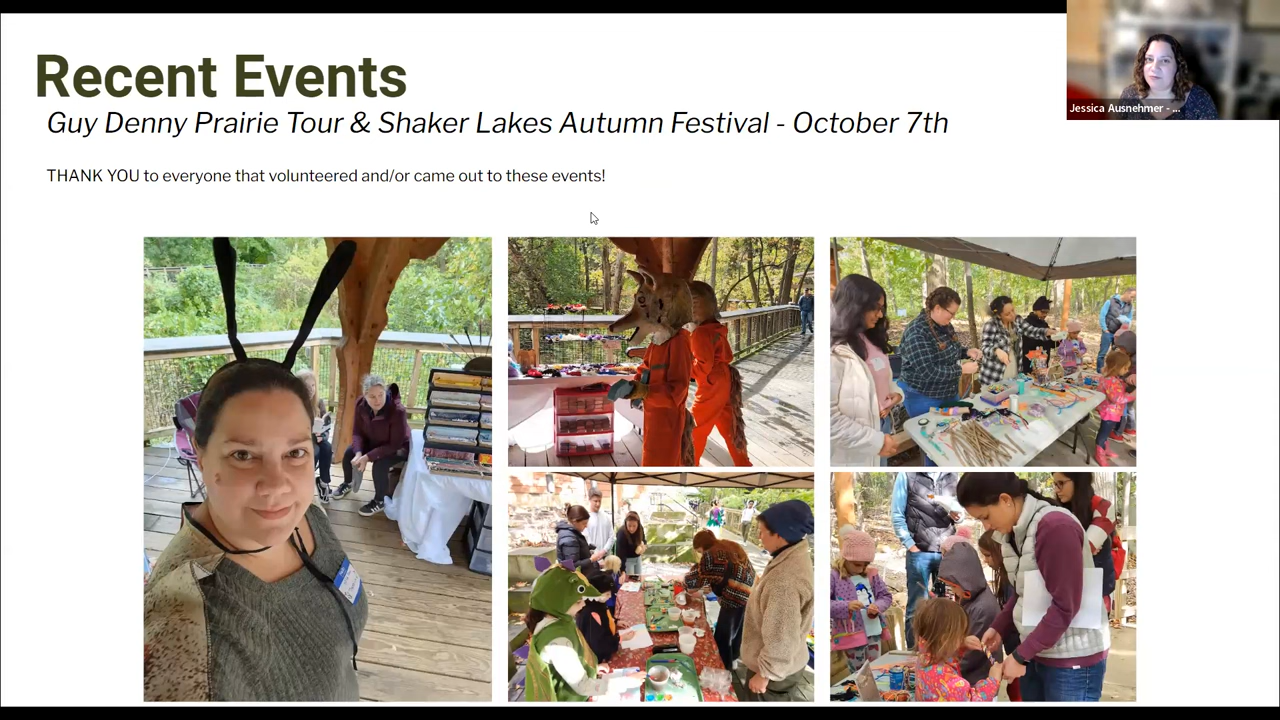 Recent Events
Guy Denny Prairie Tour & Shaker Lakes Autumn Festival - October 7th
THANK YOU to everyone that volunteered and/or came out to these events!
Jessica Ausnehmer - ...